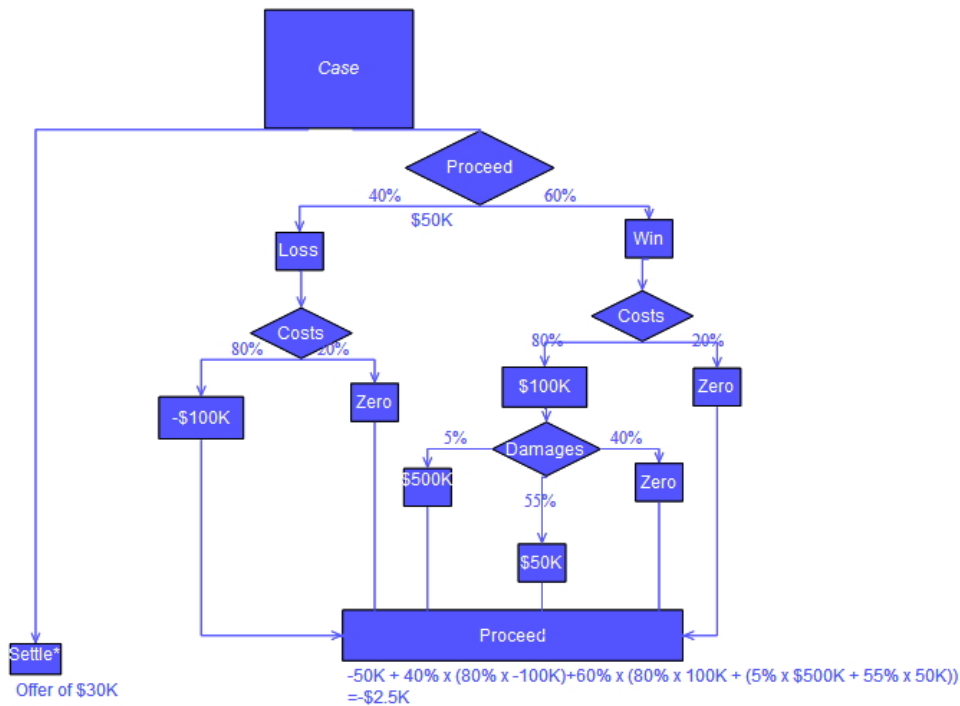 Case
Proceed
40%
60%
$50K
Loss
Win
Costs
Costs
80%
20%
80%
20%
-$100K
Zero
$100K
Zero
Damages
5%
40%
$500K
Zero
55%
$50K
Proceed
Settle*
Offer of $30K
-50K + 40% x (80% x -100K)+60% x (80% x 100K + (5% x $500K + 55% x 50K))
=-$2.5K